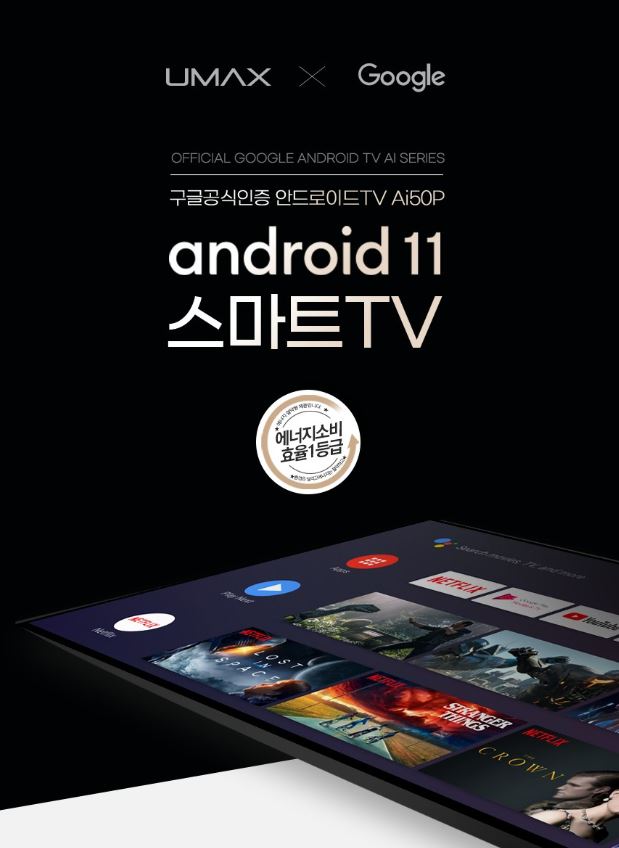 UMAX × Google
OFFICIAL GOOGLE ANDROID TV AI SERIES
구글공식인증 안드로이드TV Ai50P
android 11
스마트TV
에너지소비
효율1등급
Search movies, TV, and more
Apps
Play Next
Netflix
NETFLIX
NETFLIX
YouTube
LOST
IN
SPACE
STRANGER
THINGS
NETFLIX
THE
CROWN